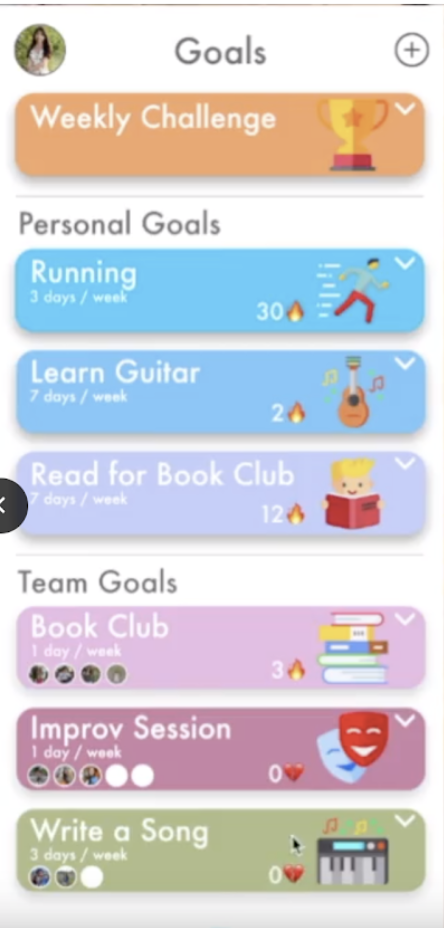 Goals
Weekly Challenge
Personal Goals
Running
3 days / week
30
Learn Guitar
7 days / week
2
Read for Book Club
7 days / week
12
Team Goals
Book Club
1 day / week
3
Improv Session
1 day / week
0
Write a Song
3 days / week
0